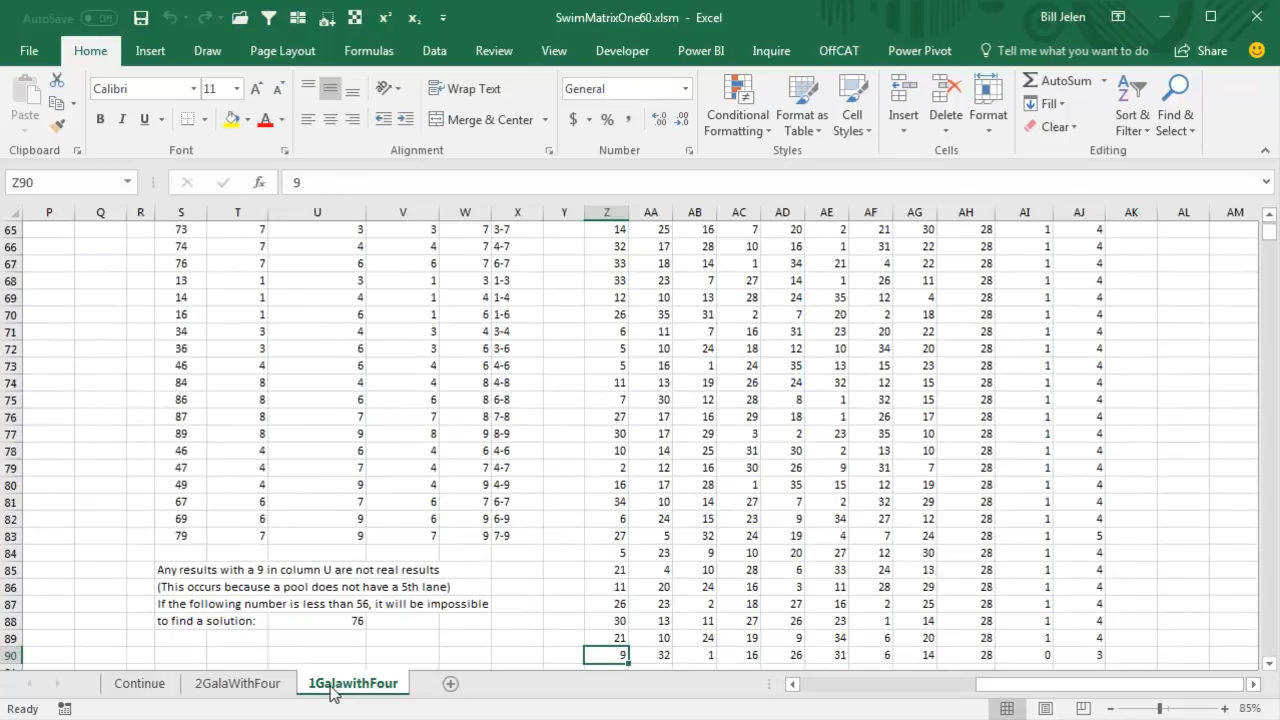 AutoSave Off SwimMatrixOne60.xlsm - Excel Bill Jelen
File Home Insert Draw Page Layout Formulas Data Review View Developer Power BI Inquire OffCAT Power Pivot Tell me what you want to do Share
Paste Calibri 11 Wrap Text General Conditional Formatting Format as Table Cell Styles Insert Delete Format AutoSum Fill Clear Sort & Filter Find & Select
B I U A Merge & Center $ % ,
Clipboard Font Alignment Number Styles Cells Editing
Z90 fx 9
P Q R S T U V W X Y Z AA AB AC AD AE AF AG AH AI AJ AK AL AM
65 73 7 3 3 7 3-7 14 25 16 7 20 2 21 30 28 1 4
66 74 7 4 4 7 4-7 32 17 28 10 16 1 31 22 28 1 4
67 76 7 6 6 7 6-7 33 18 14 1 34 21 4 22 28 1 4
68 13 1 3 1 3 1-3 33 23 7 27 14 1 26 11 28 1 4
69 14 1 4 1 4 1-4 12 10 13 28 24 35 12 4 28 1 4
70 16 1 6 1 6 1-6 26 35 31 2 7 20 2 18 28 1 4
71 34 3 4 3 4 3-4 6 11 7 16 31 23 20 22 28 1 4
72 36 3 6 3 6 3-6 5 10 24 18 12 10 34 20 28 1 4
73 46 4 6 4 6 4-6 5 16 1 24 35 13 15 23 28 1 4
74 84 8 4 4 8 4-8 11 13 19 26 24 32 12 15 28 1 4
75 86 8 6 6 8 6-8 7 30 12 28 8 1 32 15 28 1 4
76 87 8 7 7 8 7-8 27 17 16 29 18 1 26 17 28 1 4
77 89 8 9 8 9 8-9 30 17 29 3 2 23 35 10 28 1 4
78 46 4 6 4 6 4-6 10 14 25 31 30 2 13 10 28 1 4
79 47 4 7 4 7 4-7 2 12 16 30 26 9 31 7 28 1 4
80 49 4 9 4 9 4-9 16 17 28 1 35 15 12 19 28 1 4
81 67 6 7 6 7 6-7 34 10 14 27 7 2 32 29 28 1 4
82 69 6 9 6 9 6-9 6 24 15 23 9 34 27 12 28 1 4
83 79 7 9 7 9 7-9 27 5 32 24 19 4 7 24 28 1 5
84 5 23 9 10 20 27 12 30 28 1 4
85 Any results with a 9 in column U are not real results 21 4 10 28 6 33 24 13 28 1 4
86 (This occurs because a pool does not have a 5th lane) 11 20 24 16 3 11 28 29 28 1 4
87 If the following number is less than 56, it will be impossible 26 23 2 18 27 16 2 25 28 1 4
88 to find a solution: 76 30 13 11 27 26 23 1 14 28 1 4
89 21 10 24 19 9 34 6 20 28 1 4
90 9 32 1 16 26 31 6 14 28 0 3
Continue 2GalaWithFour 1GalawithFour
Ready 85%